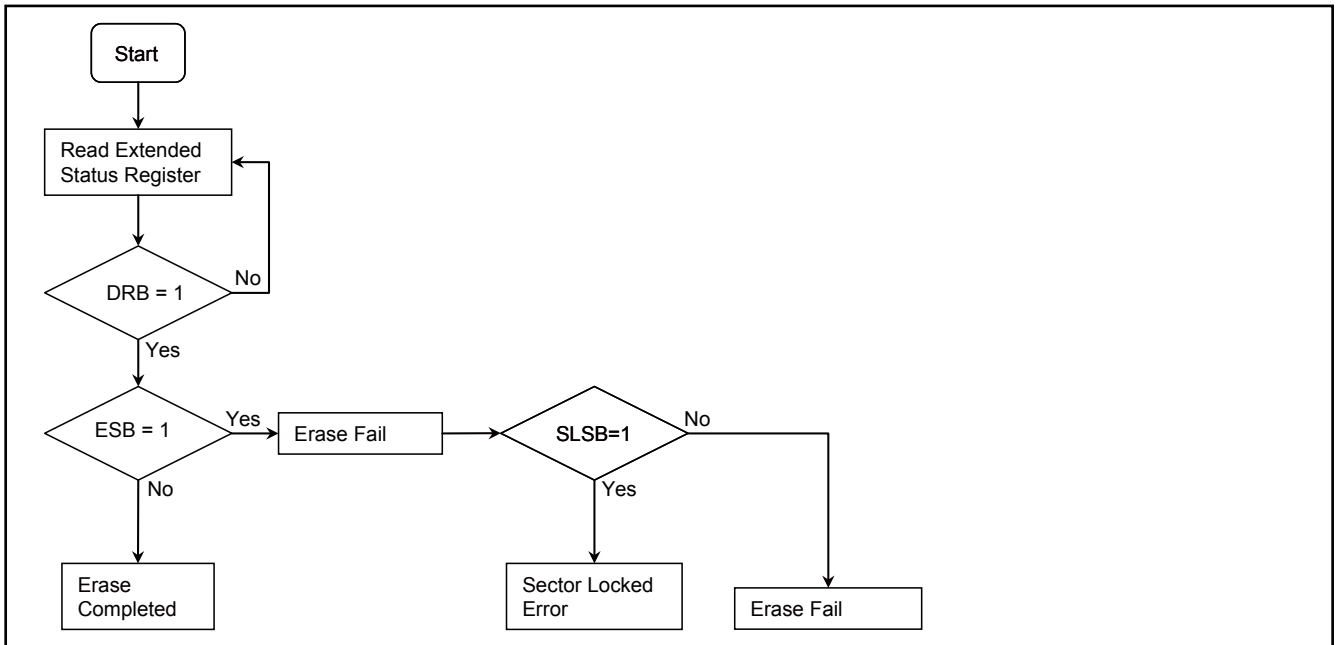 Start
Read Extended
Status Register
No
DRB = 1
Yes
ESB = 1
Yes
Erase Fail
SLSB=1
No
No
Yes
Erase
Completed
Sector Locked
Error
Erase Fail